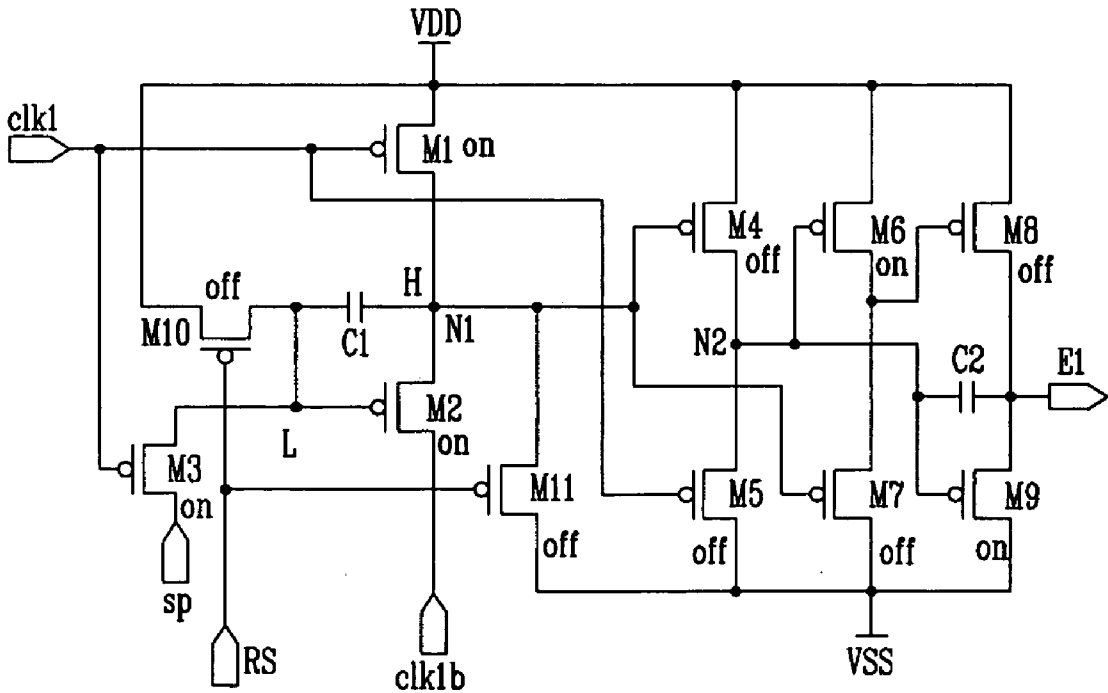 VDD
clk1
M1 on
M4
off
M6
on
M8
off
off
M10
C1
H
N1
N2
C2
E1
M2
on
L
M3
on
M11
off
M5
off
M7
off
M9
on
sp
RS
clk1b
VSS